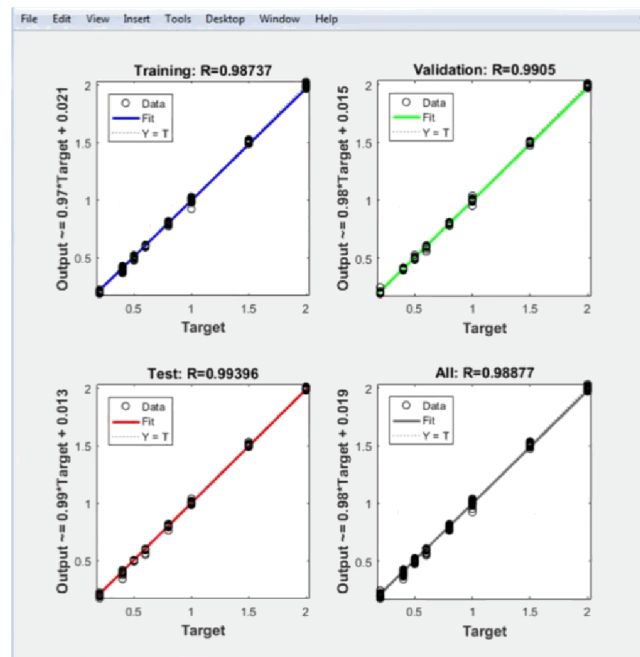 File Edit View Insert Tools Desktop Window Help
Training: R=0.98737
Output ~= 0.97*Target + 0.021
Data
Fit
Y = T
2
1.5
1
0.5
0.5 1 1.5 2
Target
Validation: R=0.9905
Output ~= 0.98*Target + 0.015
Data
Fit
Y = T
2
1.5
1
0.5
0.5 1 1.5 2
Target
Test: R=0.99396
Output ~= 0.99*Target + 0.013
Data
Fit
Y = T
2
1.5
1
0.5
0.5 1 1.5 2
Target
All: R=0.98877
Output ~= 0.98*Target + 0.019
Data
Fit
Y = T
2
1.5
1
0.5
0.5 1 1.5 2
Target